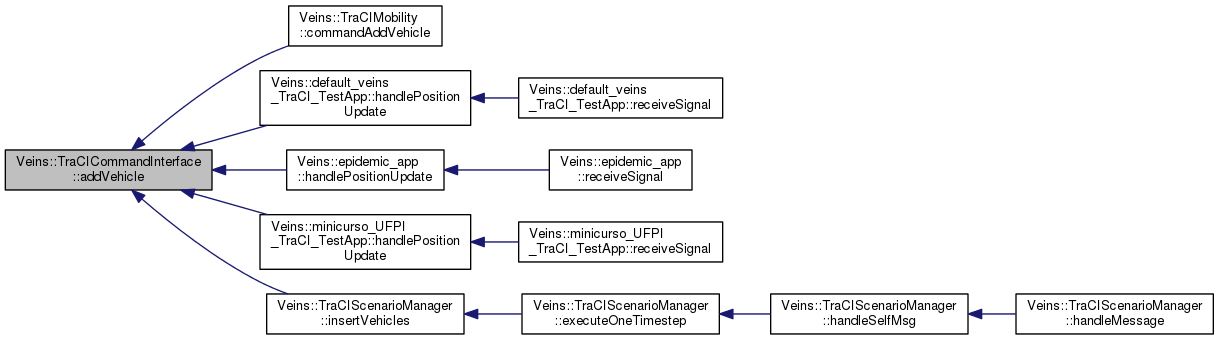 Veins::TraCIMobility
::commandAddVehicle
Veins::default_veins
_TraCI_TestApp::handlePosition
Update
Veins::default_veins
_TraCI_TestApp::receiveSignal
Veins::TraCICommandInterface
::addVehicle
Veins::epidemic_app
::handlePositionUpdate
Veins::epidemic_app
::receiveSignal
Veins::minicurso_UFPI
_TraCI_TestApp::handlePosition
Update
Veins::minicurso_UFPI
_TraCI_TestApp::receiveSignal
Veins::TraCIScenarioManager
::insertVehicles
Veins::TraCIScenarioManager
::executeOneTimestep
Veins::TraCIScenarioManager
::handleSelfMsg
Veins::TraCIScenarioManager
::handleMessage